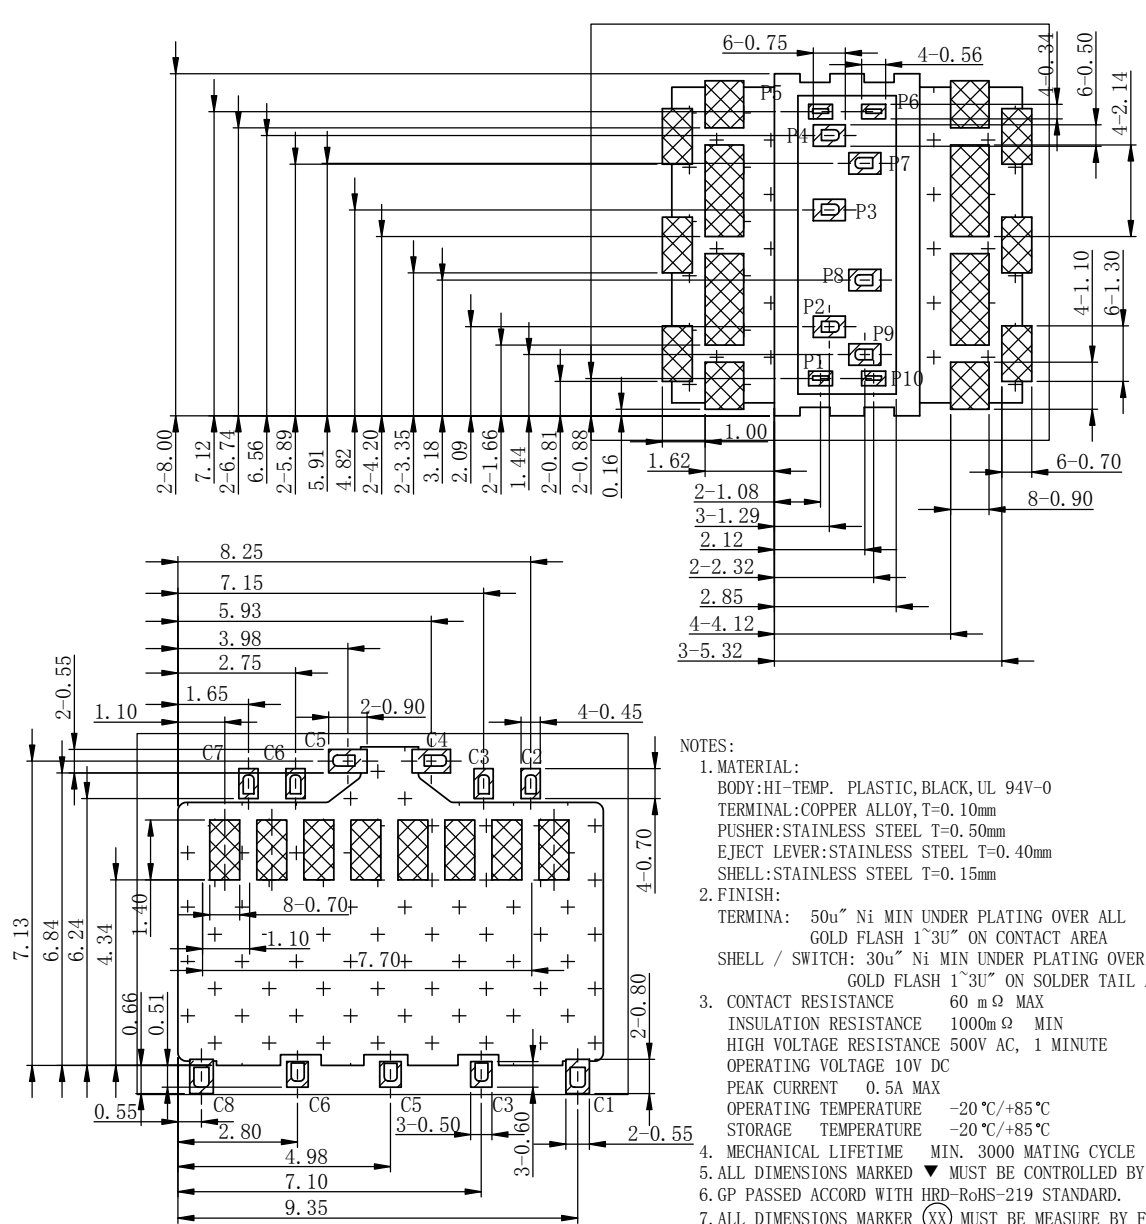 6-0.75
4-0.56
4-0.34
6-0.50
4-2.14
P5
P6
P4
P7
P3
P8
P2
P9
P1
P10
4-1.10
6-1.30
2-8.00
7.12
2-6.74
6.56
2-5.89
5.91
4.82
2-4.20
2-3.35
3.18
2.09
2-1.66
1.44
2-0.81
2-0.88
0.16
1.00
1.62
6-0.70
2-1.08
8-0.90
3-1.29
2.12
2-2.32
2.85
4-4.12
3-5.32
8.25
7.15
5.93
3.98
2.75
1.65
1.10
2-0.55
2-0.90
4-0.45
C7
C6
C5
C4
C3
C2
7.13
6.84
6.24
4.34
1.40
8-0.70
1.10
7.70
4-0.70
0.66
0.51
2-0.80
0.55
C8
C6
C5
C3
C1
2.80
3-0.50
3-0.60
2-0.55
4.98
7.10
9.35
NOTES:
1.MATERIAL:
BODY:HI-TEMP. PLASTIC,BLACK,UL 94V-0
TERMINAL:COPPER ALLOY,T=0.10mm
PUSHER:STAINLESS STEEL T=0.50mm
EJECT LEVER:STAINLESS STEEL T=0.40mm
SHELL:STAINLESS STEEL T=0.15mm
2.FINISH:
TERMINA: 50u″ Ni MIN UNDER PLATING OVER ALL
GOLD FLASH 1~3U″ ON CONTACT AREA
SHELL / SWITCH: 30u″ Ni MIN UNDER PLATING OVER
GOLD FLASH 1~3U″ ON SOLDER TAIL
3. CONTACT RESISTANCE 60 mΩ MAX
INSULATION RESISTANCE 1000mΩ MIN
HIGH VOLTAGE RESISTANCE 500V AC, 1 MINUTE
OPERATING VOLTAGE 10V DC
PEAK CURRENT 0.5A MAX
OPERATING TEMPERATURE -20℃/+85℃
STORAGE TEMPERATURE -20℃/+85℃
4. MECHANICAL LIFETIME MIN. 3000 MATING CYCLE
5.ALL DIMENSIONS MARKED ▼ MUST BE CONTROLLED BY
6.GP PASSED ACCORD WITH HRD-RoHS-219 STANDARD.
7.ALL DIMENSIONS MARKER (XX) MUST BE MEASURE BY